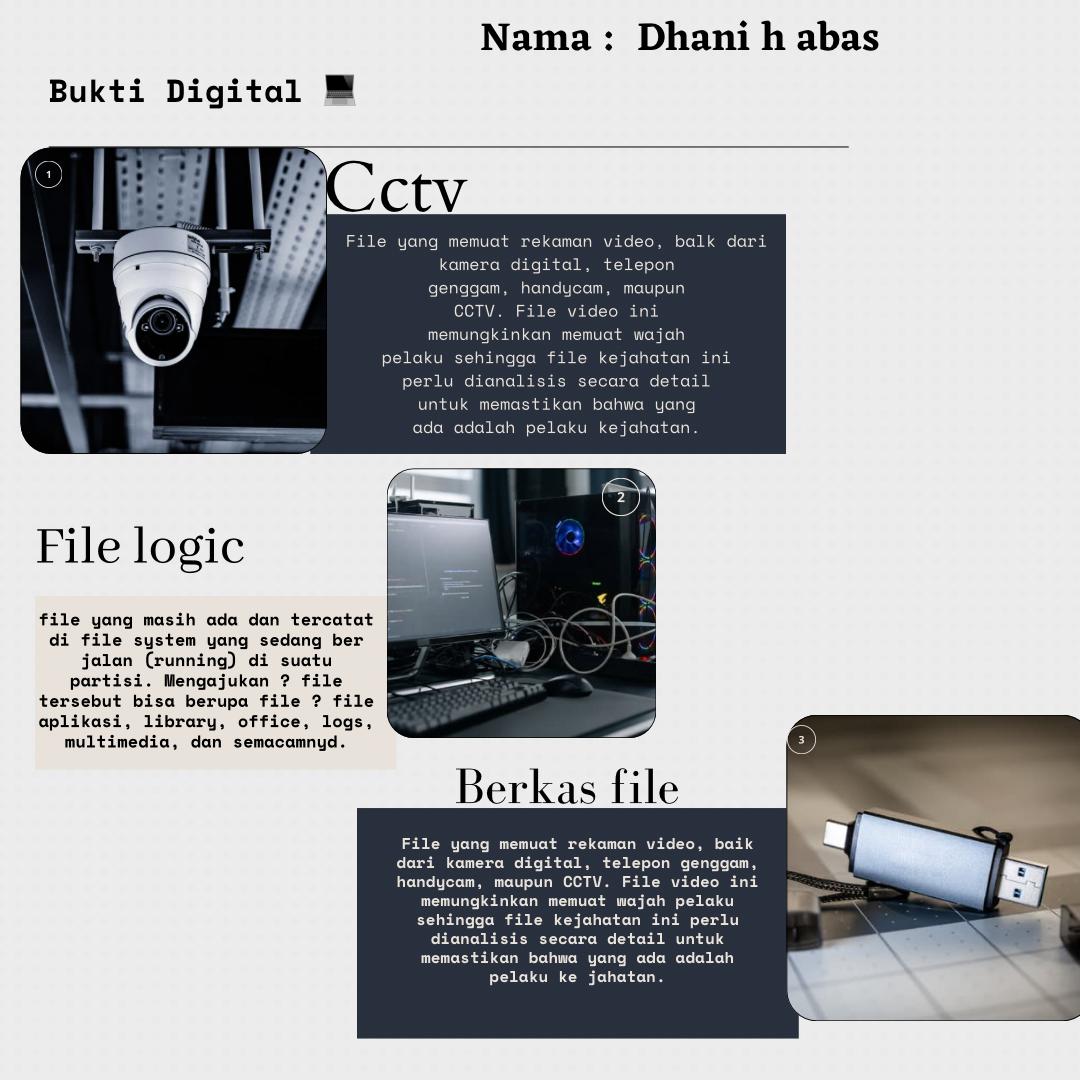 Nama :  Dhani h abas
Bukti Digital 💻
1
Cctv
File yang memuat rekaman video, balk dari
kamera digital, telepon
genggam, handycam, maupun
CCTV. File video ini
memungkinkan memuat wajah
pelaku sehingga file kejahatan ini
perlu dianalisis secara detail
untuk memastikan bahwa yang
ada adalah pelaku kejahatan.
2
File logic
file yang masih ada dan tercatat
di file system yang sedang ber
jalan (running) di suatu
partisi. Mengajukan ? file
tersebut bisa berupa file ? file
aplikasi, library, office, logs,
multimedia, dan semacamnyd.
3
Berkas file
File yang memuat rekaman video, baik
dari kamera digital, telepon genggam,
handycam, maupun CCTV. File video ini
memungkinkan memuat wajah pelaku
sehingga file kejahatan ini perlu
dianalisis secara detail untuk
memastikan bahwa yang ada adalah
pelaku ke jahatan.